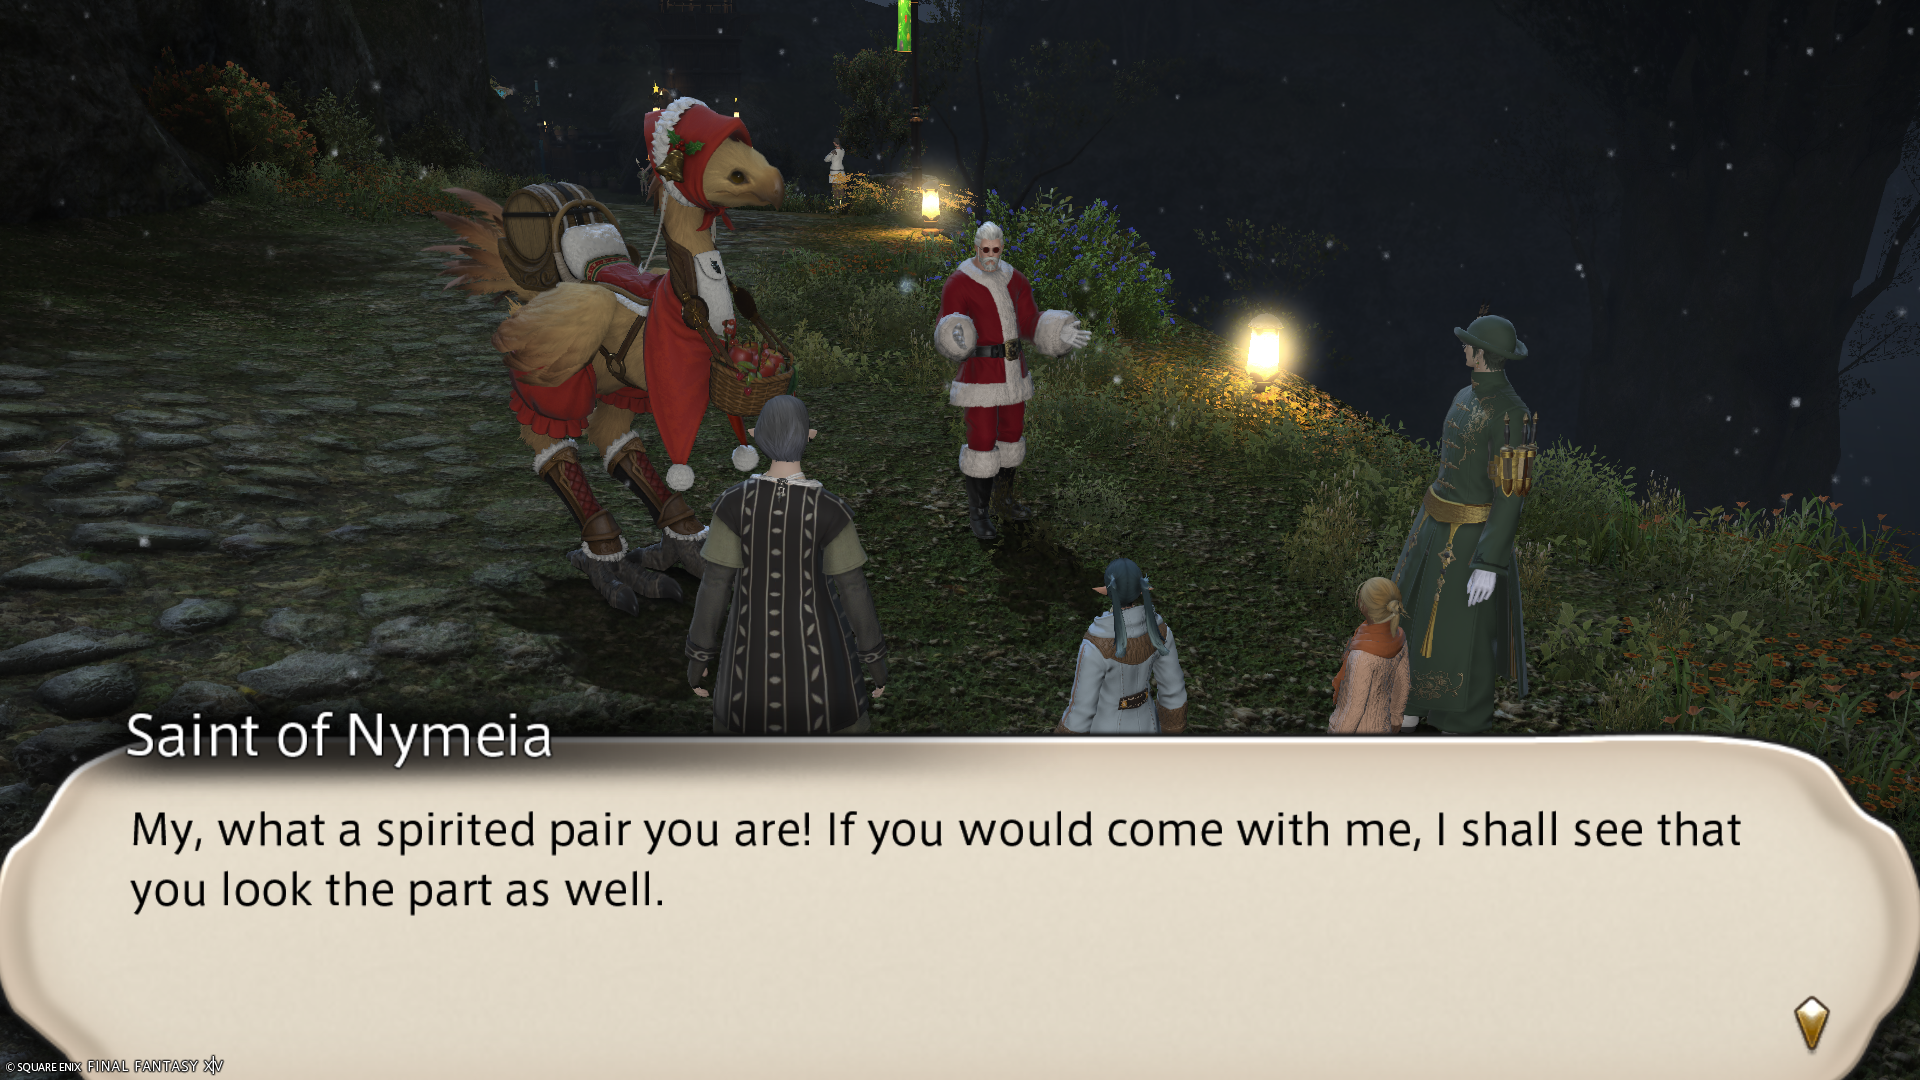 Saint of Nymeia
My, what a spirited pair you are! If you would come with me, I shall see that
you look the part as well.
© SQUARE ENIX FINAL FANTASY XIV